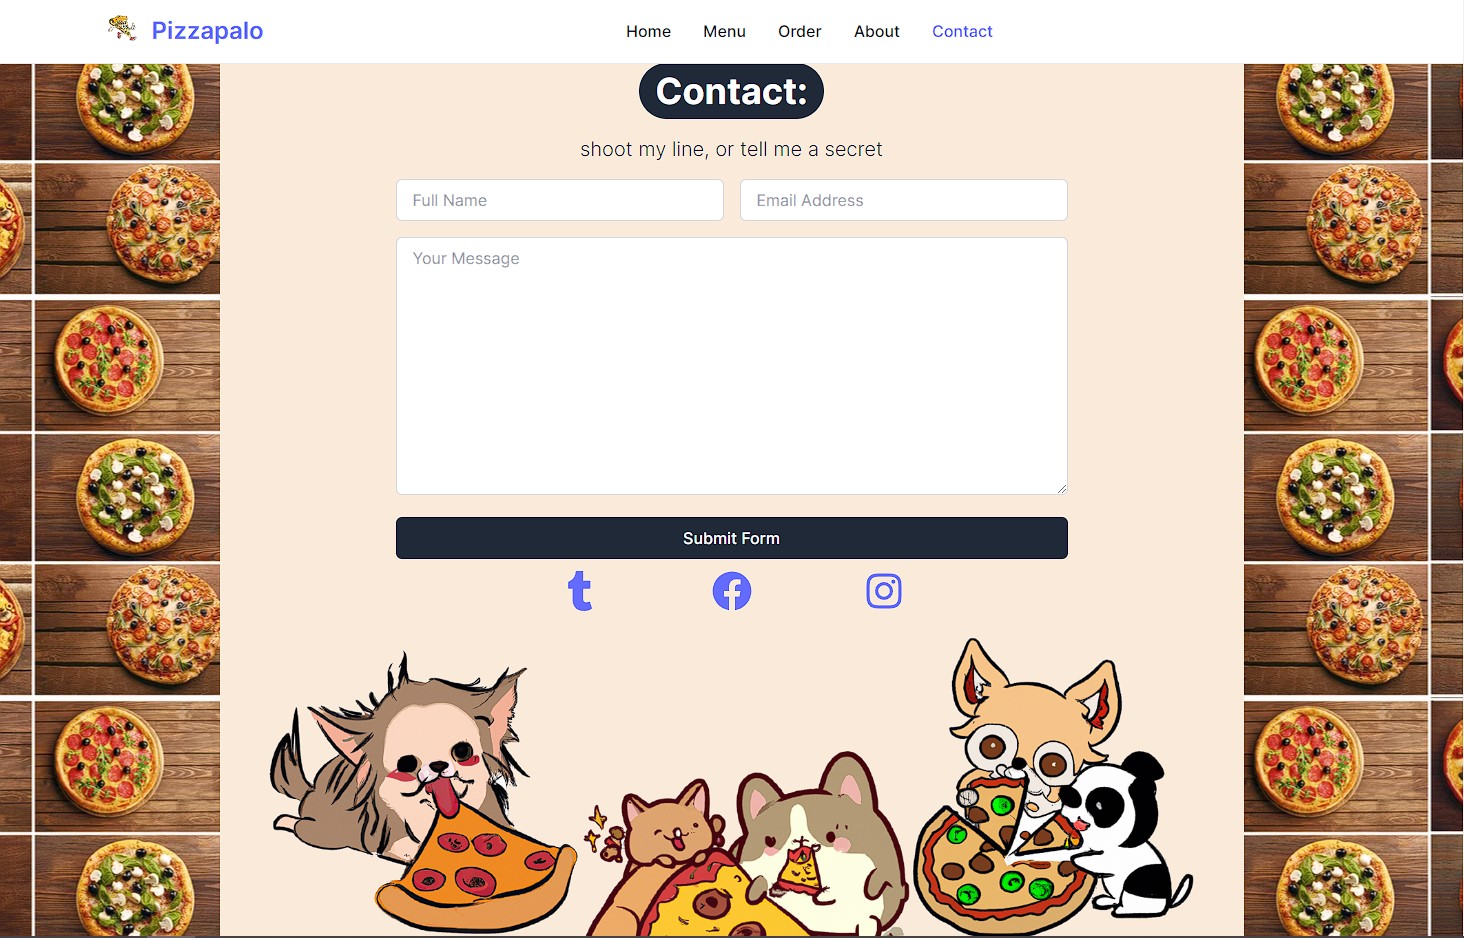 Pizzapalo
Home Menu Order About Contact
Contact:
shoot my line, or tell me a secret
Full Name Email Address
Your Message
Submit Form